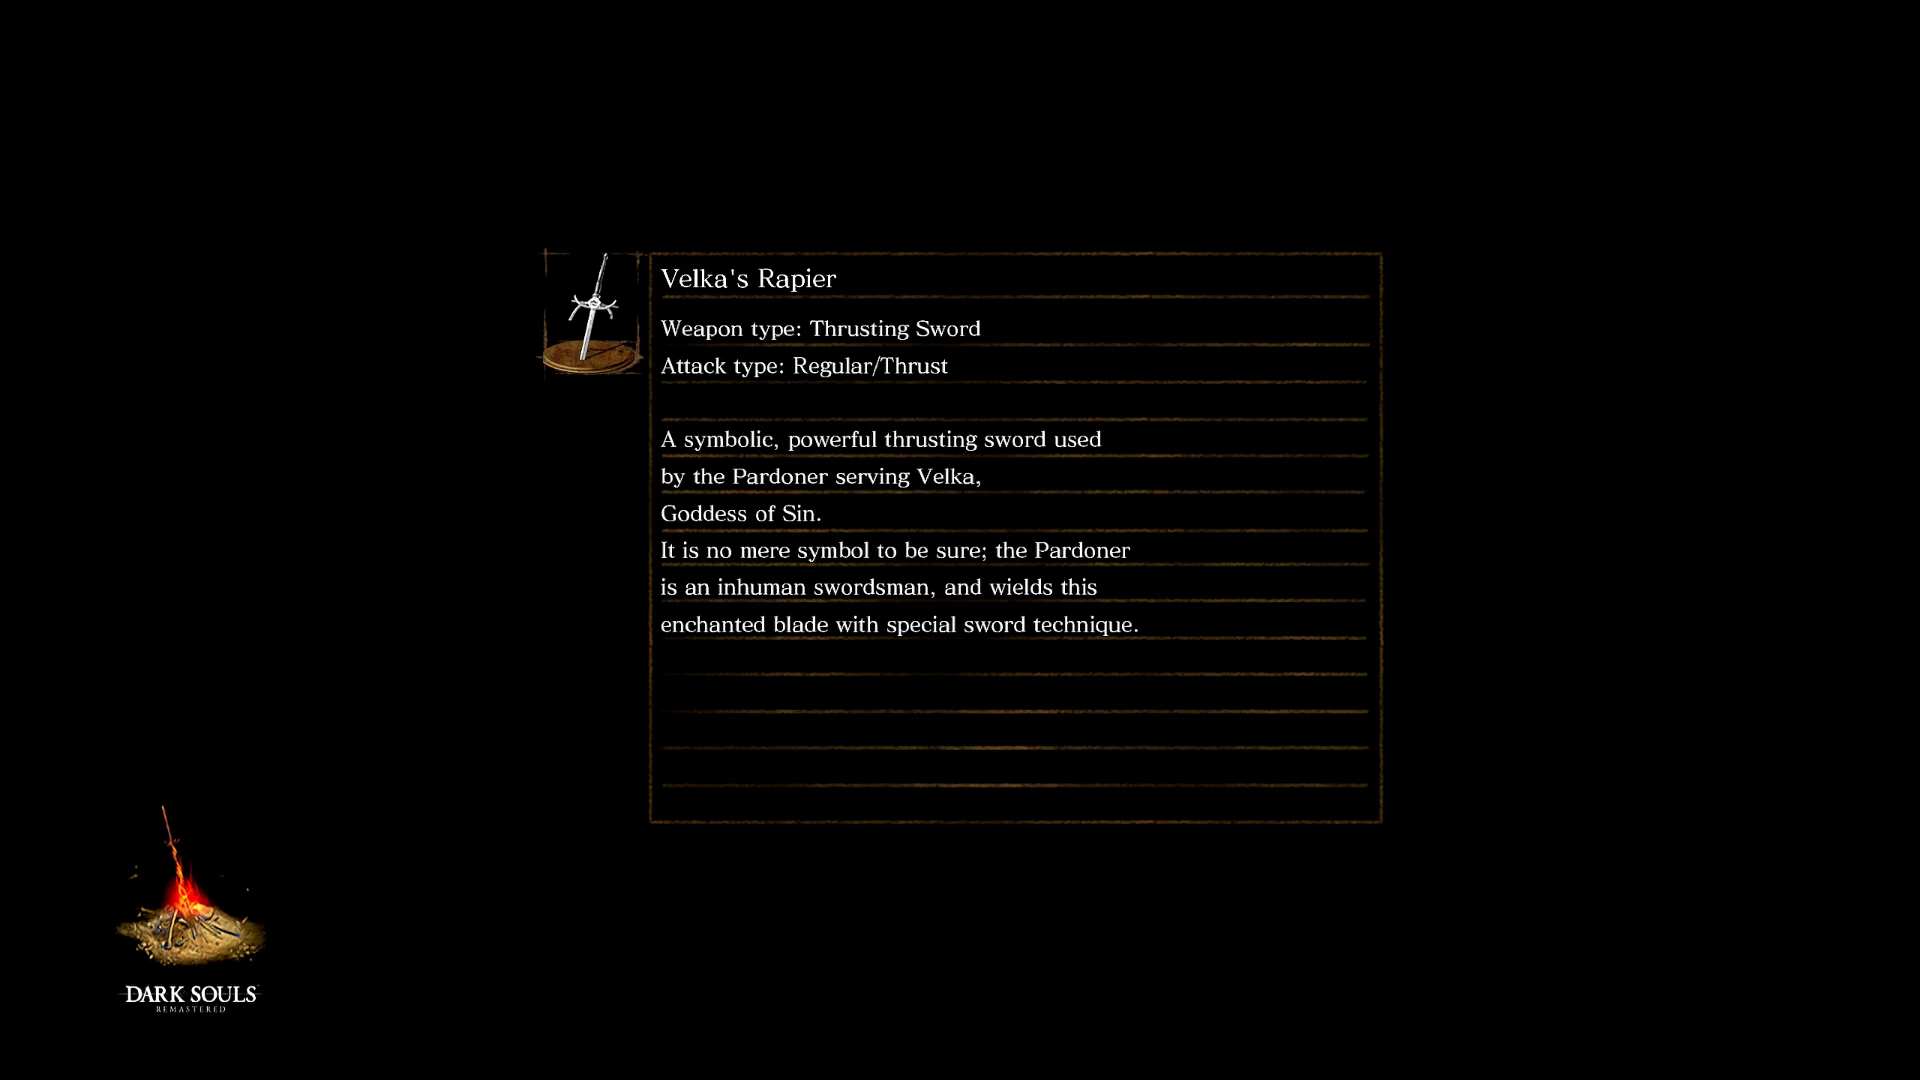 Velka's Rapier
Weapon type: Thrusting Sword
Attack type: Regular/Thrust
A symbolic, powerful thrusting sword used
by the Pardoner serving Velka,
Goddess of Sin.
It is no mere symbol to be sure; the Pardoner
is an inhuman swordsman, and wields this
enchanted blade with special sword technique.
DARK SOULS
REMASTERED